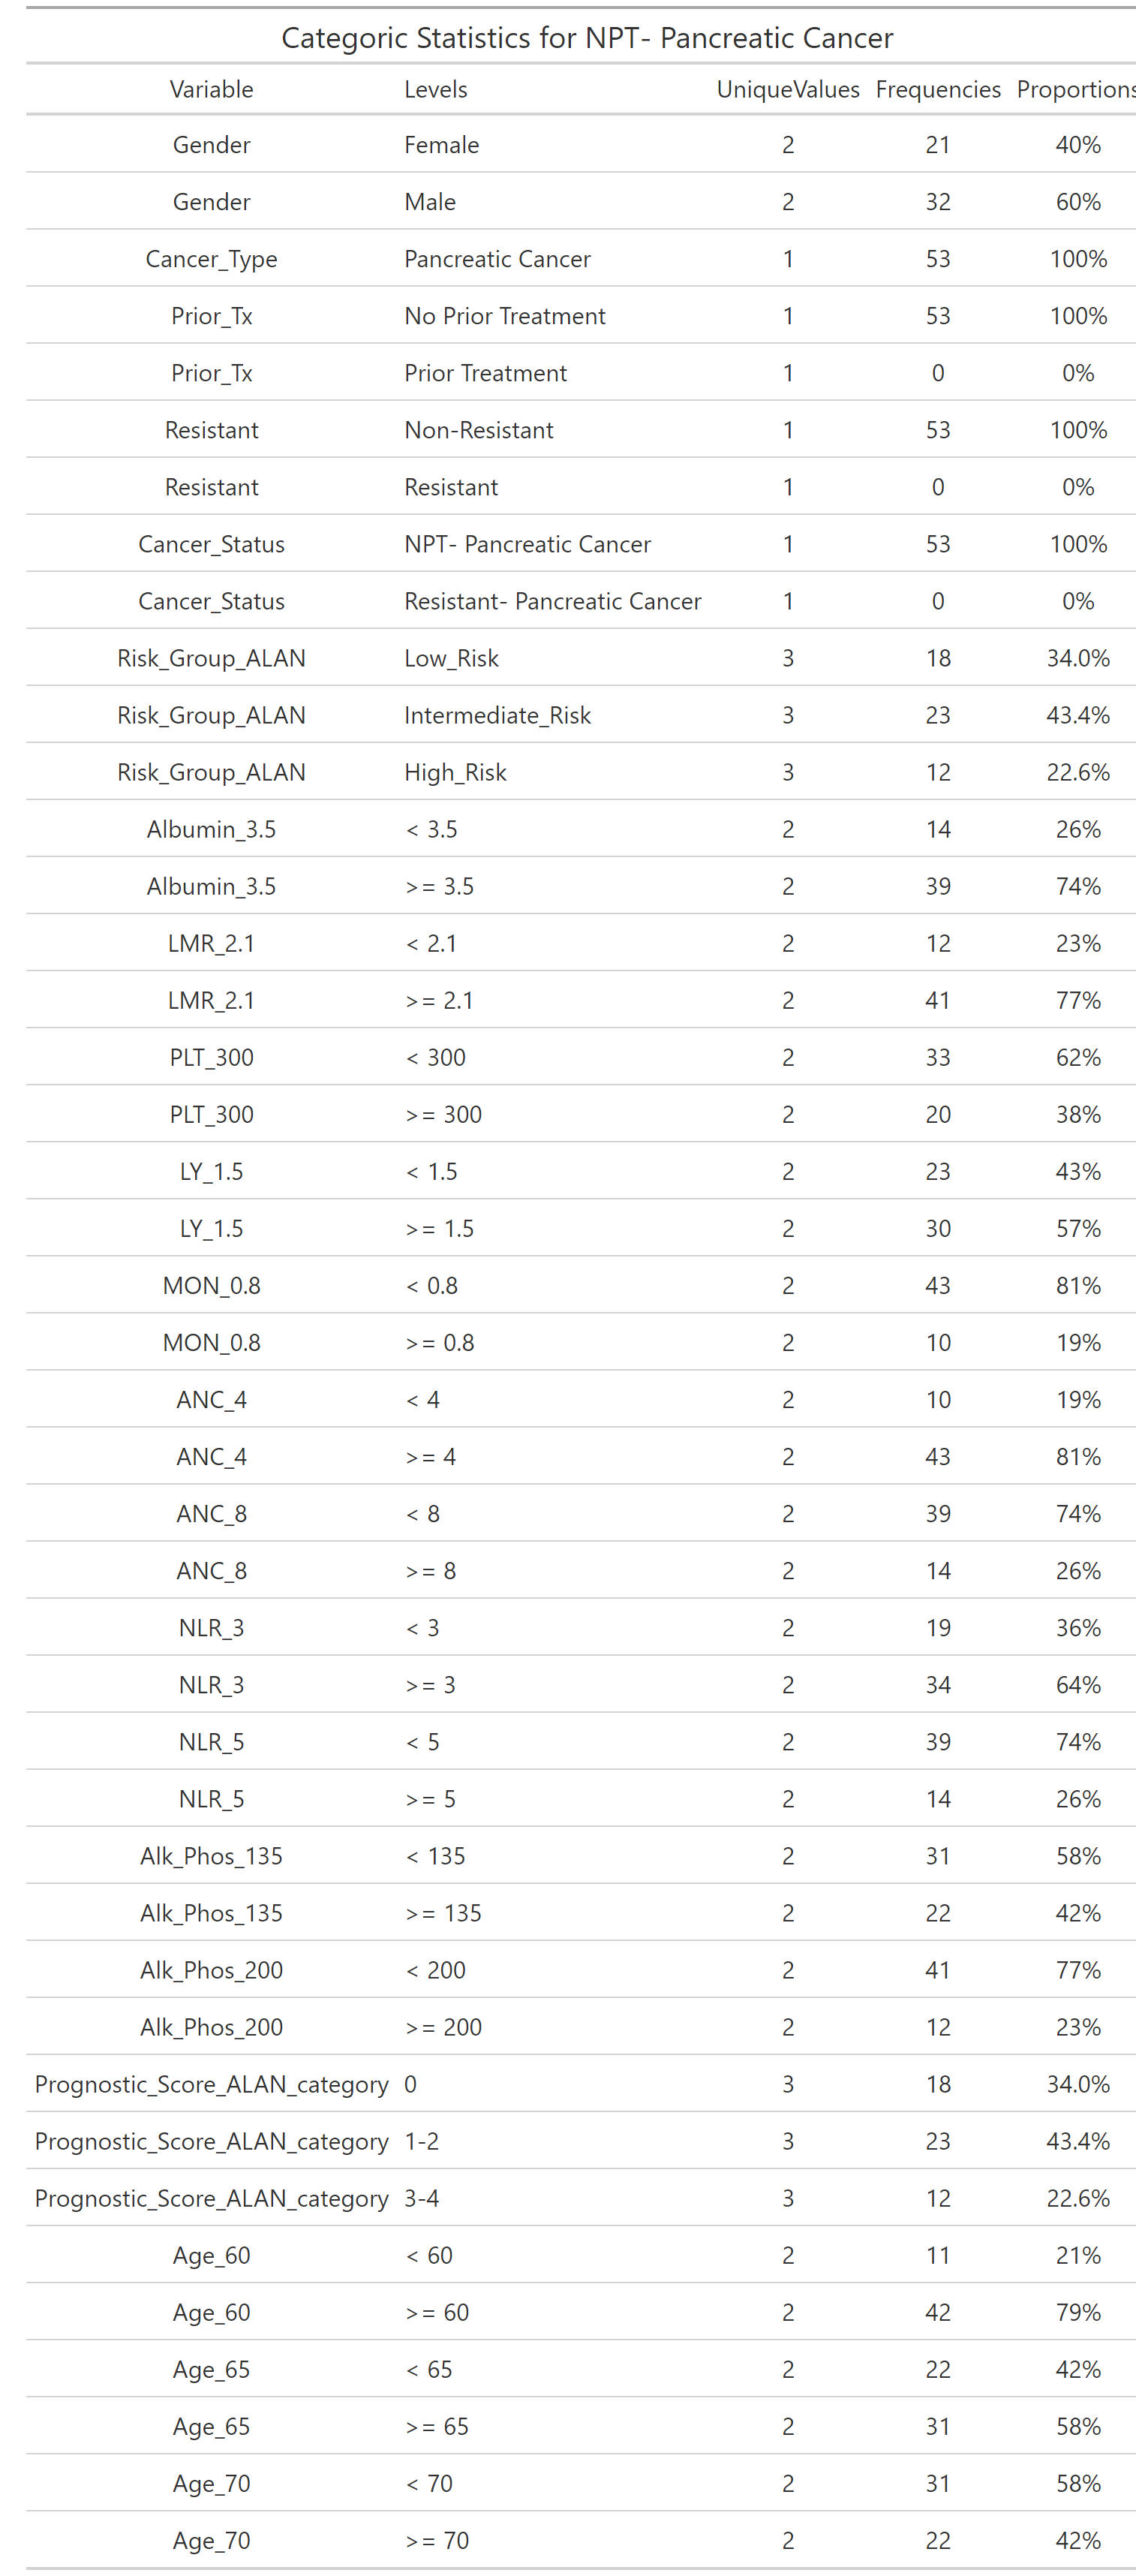 Categoric Statistics for NPT- Pancreatic Cancer
Variable Levels UniqueValues Frequencies Proportions
Gender Female 2 21 40%
Gender Male 2 32 60%
Cancer_Type Pancreatic Cancer 1 53 100%
Prior_Tx No Prior Treatment 1 53 100%
Prior_Tx Prior Treatment 1 0 0%
Resistant Non-Resistant 1 53 100%
Resistant Resistant 1 0 0%
Cancer_Status NPT- Pancreatic Cancer 1 53 100%
Cancer_Status Resistant- Pancreatic Cancer 1 0 0%
Risk_Group_ALAN Low_Risk 3 18 34.0%
Risk_Group_ALAN Intermediate_Risk 3 23 43.4%
Risk_Group_ALAN High_Risk 3 12 22.6%
Albumin_3.5 < 3.5 2 14 26%
Albumin_3.5 >= 3.5 2 39 74%
LMR_2.1 < 2.1 2 12 23%
LMR_2.1 >= 2.1 2 41 77%
PLT_300 < 300 2 33 62%
PLT_300 >= 300 2 20 38%
LY_1.5 < 1.5 2 23 43%
LY_1.5 >= 1.5 2 30 57%
MON_0.8 < 0.8 2 43 81%
MON_0.8 >= 0.8 2 10 19%
ANC_4 < 4 2 10 19%
ANC_4 >= 4 2 43 81%
ANC_8 < 8 2 39 74%
ANC_8 >= 8 2 14 26%
NLR_3 < 3 2 19 36%
NLR_3 >= 3 2 34 64%
NLR_5 < 5 2 39 74%
NLR_5 >= 5 2 14 26%
Alk_Phos_135 < 135 2 31 58%
Alk_Phos_135 >= 135 2 22 42%
Alk_Phos_200 < 200 2 41 77%
Alk_Phos_200 >= 200 2 12 23%
Prognostic_Score_ALAN_category 0 3 18 34.0%
Prognostic_Score_ALAN_category 1-2 3 23 43.4%
Prognostic_Score_ALAN_category 3-4 3 12 22.6%
Age_60 < 60 2 11 21%
Age_60 >= 60 2 42 79%
Age_65 < 65 2 22 42%
Age_65 >= 65 2 31 58%
Age_70 < 70 2 31 58%
Age_70 >= 70 2 22 42%